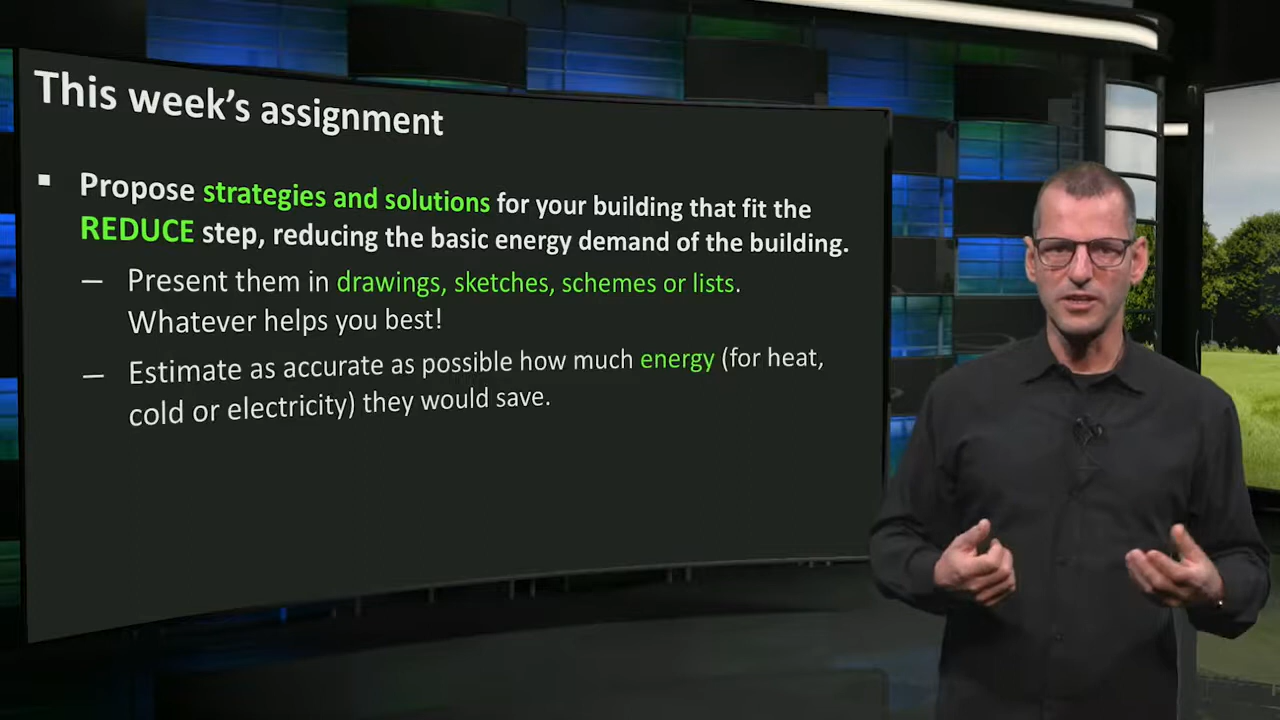 This week's assignment
▪ Propose strategies and solutions for your building that fit the
REDUCE step, reducing the basic energy demand of the building.
– Present them in drawings, sketches, schemes or lists.
Whatever helps you best!
– Estimate as accurate as possible how much energy (for heat,
cold or electricity) they would save.